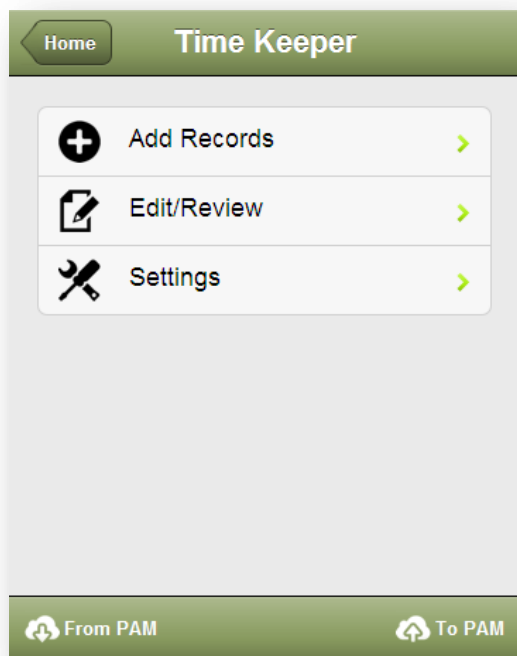 Home
Time Keeper
Add Records
Edit/Review
Settings
From PAM
To PAM